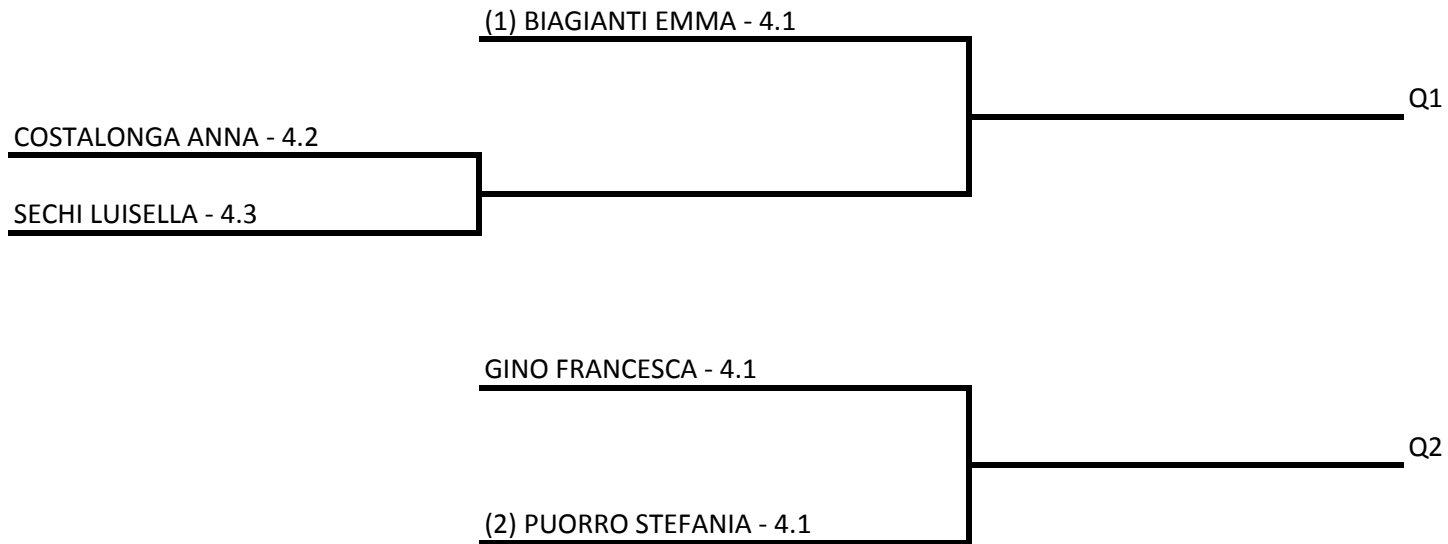 (1) BIAGIANTI EMMA - 4.1
Q1
COSTALONGA ANNA - 4.2
SECHI LUISELLA - 4.3
GINO FRANCESCA - 4.1
Q2
(2) PUORRO STEFANIA - 4.1